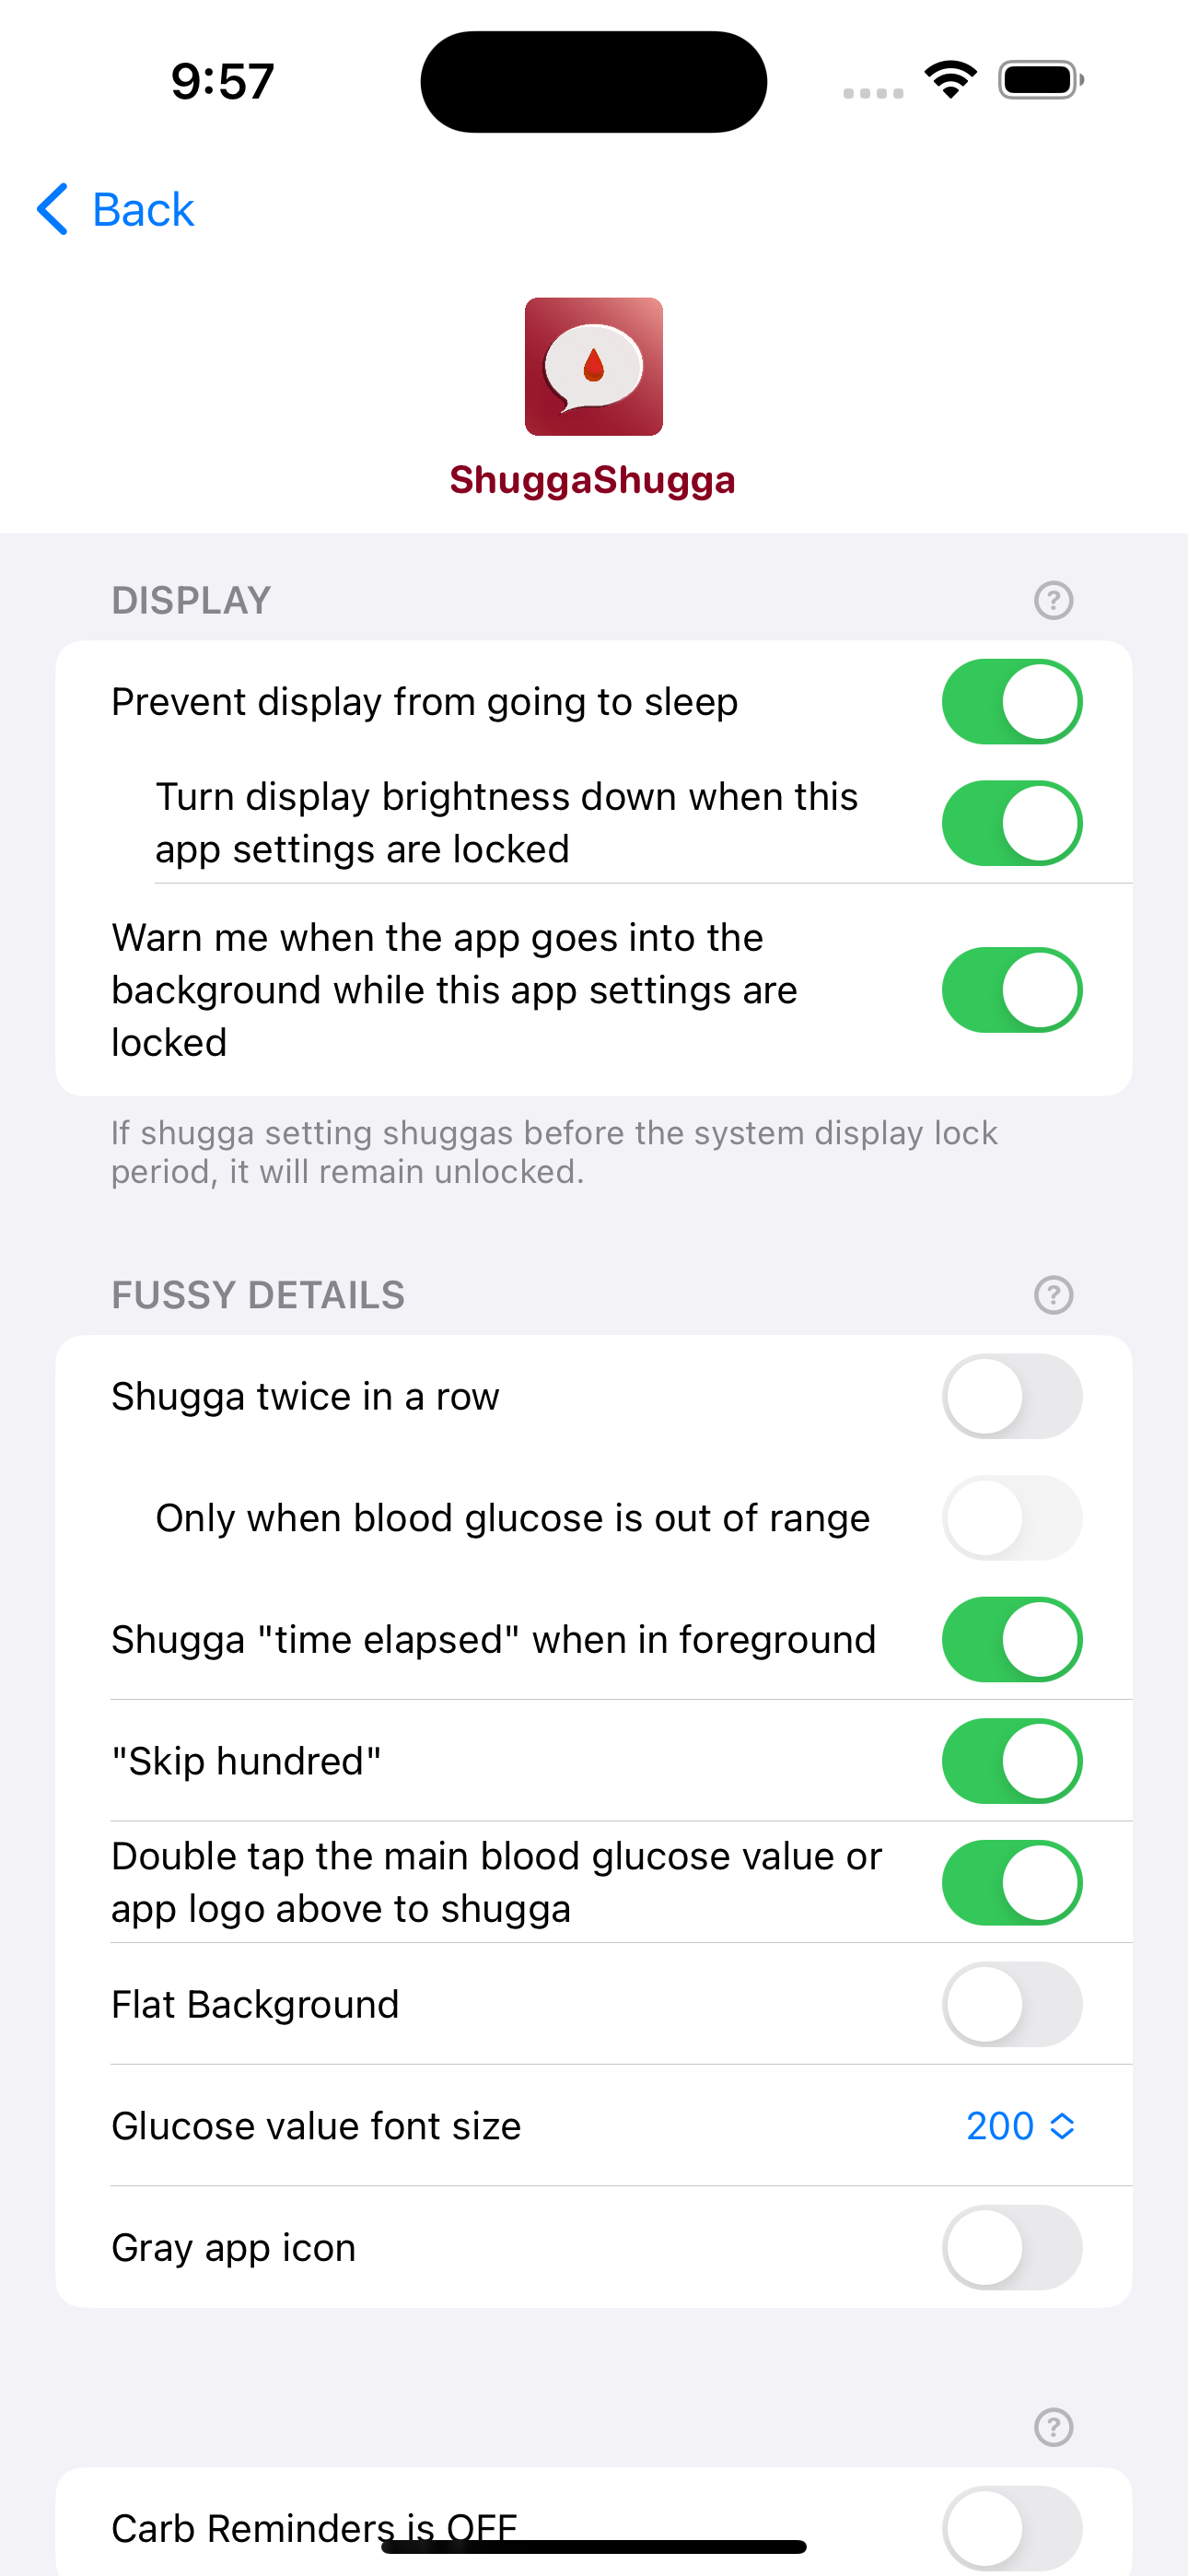 9:57
Back
ShuggaShugga
DISPLAY
?
Prevent display from going to sleep
Turn display brightness down when this
app settings are locked
Warn me when the app goes into the
background while this app settings are
locked
If shugga setting shuggas before the system display lock
period, it will remain unlocked.
FUSSY DETAILS
?
Shugga twice in a row
Only when blood glucose is out of range
Shugga "time elapsed" when in foreground
"Skip hundred"
Double tap the main blood glucose value or
app logo above to shugga
Flat Background
Glucose value font size
200
Gray app icon
?
Carb Reminders is OFF